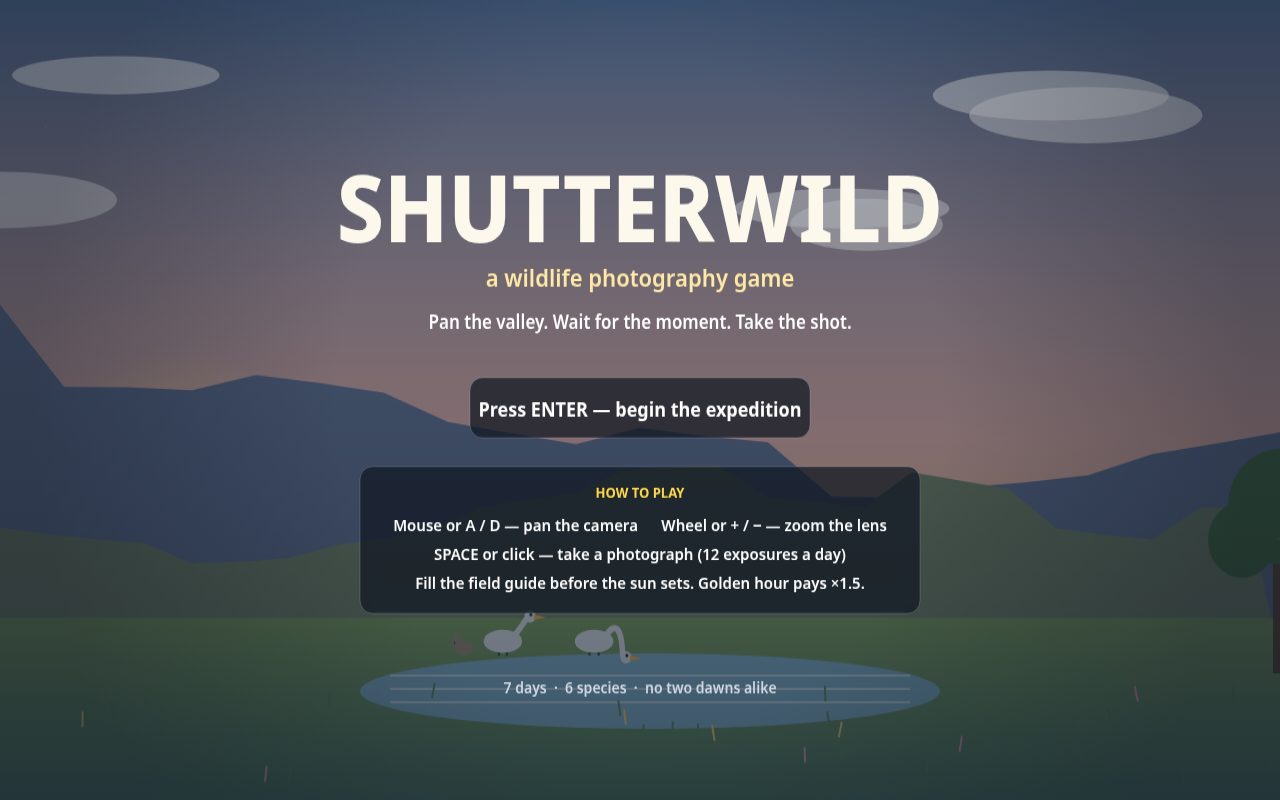 SHUTTERWILD
a wildlife photography game
Pan the valley. Wait for the moment. Take the shot.
Press ENTER — begin the expedition
HOW TO PLAY
Mouse or A / D — pan the camera Wheel or + / − — zoom the lens
SPACE or click — take a photograph (12 exposures a day)
Fill the field guide before the sun sets. Golden hour pays ×1.5.
7 days · 6 species · no two dawns alike